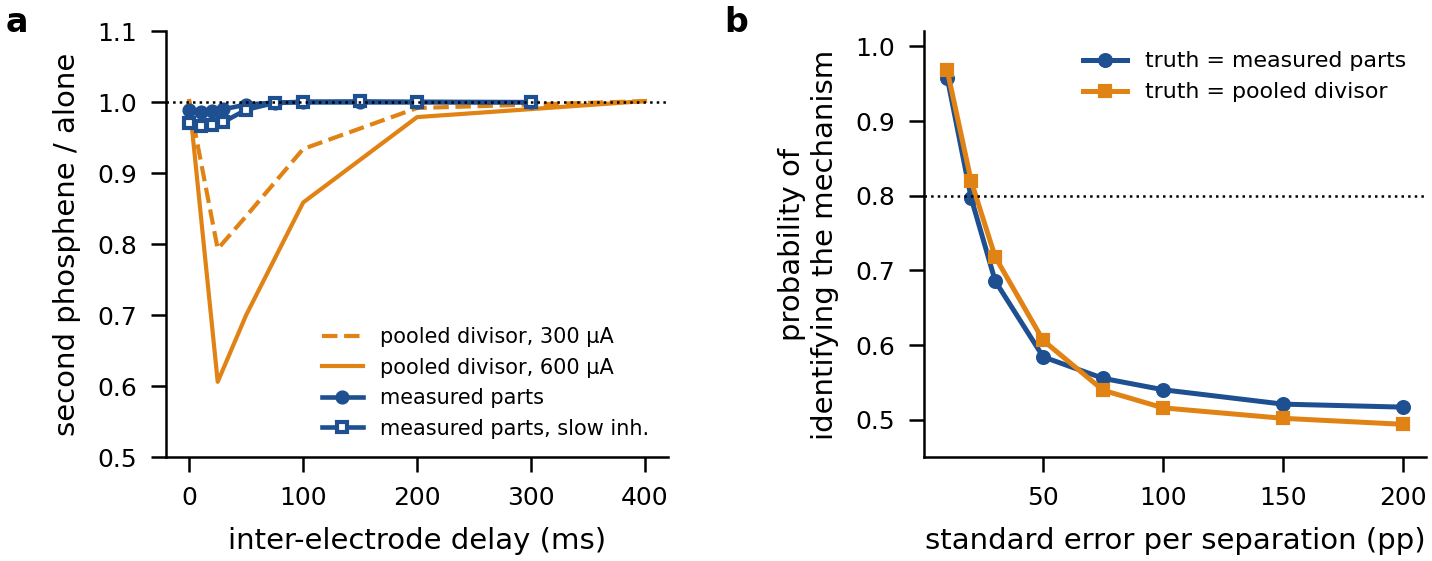 a
1.1
1.0
0.9
0.8
0.7
0.6
0.5
second phosphene / alone
0
100
200
300
400
inter-electrode delay (ms)
pooled divisor, 300 µA
pooled divisor, 600 µA
measured parts
measured parts, slow inh.
b
1.0
0.9
0.8
0.7
0.6
0.5
probability of
identifying the mechanism
50
100
150
200
standard error per separation (pp)
truth = measured parts
truth = pooled divisor